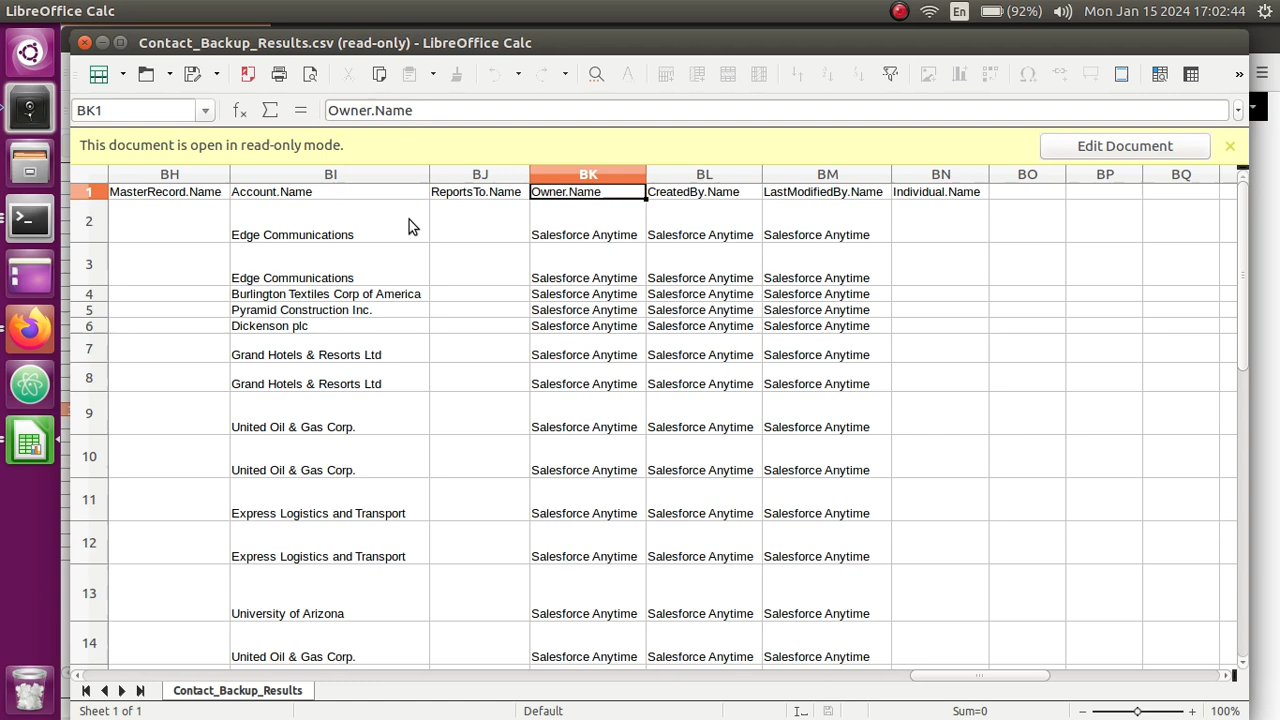 LibreOffice Calc
En
(92%)
Mon Jan 15 2024 17:02:44
Contact_Backup_Results.csv (read-only) - LibreOffice Calc
BK1
Owner.Name
This document is open in read-only mode.
Edit Document
BH BI BJ BK BL BM BN BO BP BQ
1 MasterRecord.Name Account.Name ReportsTo.Name Owner.Name CreatedBy.Name LastModifiedBy.Name Individual.Name
2 Edge Communications Salesforce Anytime Salesforce Anytime Salesforce Anytime
3 Edge Communications Salesforce Anytime Salesforce Anytime Salesforce Anytime
4 Burlington Textiles Corp of America Salesforce Anytime Salesforce Anytime Salesforce Anytime
5 Pyramid Construction Inc. Salesforce Anytime Salesforce Anytime Salesforce Anytime
6 Dickenson plc Salesforce Anytime Salesforce Anytime Salesforce Anytime
7 Grand Hotels & Resorts Ltd Salesforce Anytime Salesforce Anytime Salesforce Anytime
8 Grand Hotels & Resorts Ltd Salesforce Anytime Salesforce Anytime Salesforce Anytime
9 United Oil & Gas Corp. Salesforce Anytime Salesforce Anytime Salesforce Anytime
10 United Oil & Gas Corp. Salesforce Anytime Salesforce Anytime Salesforce Anytime
11 Express Logistics and Transport Salesforce Anytime Salesforce Anytime Salesforce Anytime
12 Express Logistics and Transport Salesforce Anytime Salesforce Anytime Salesforce Anytime
13 University of Arizona Salesforce Anytime Salesforce Anytime Salesforce Anytime
14 United Oil & Gas Corp. Salesforce Anytime Salesforce Anytime Salesforce Anytime
Contact_Backup_Results
Sheet 1 of 1
Default
Sum=0
100%